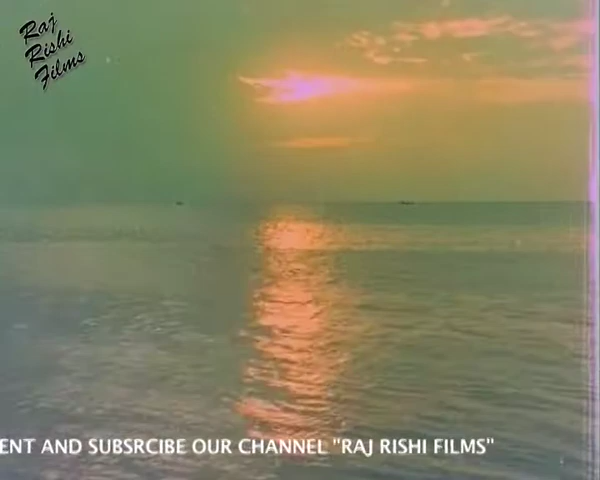 Raj
Rishi
Films
ENT AND SUBSRCIBE OUR CHANNEL "RAJ RISHI FILMS"